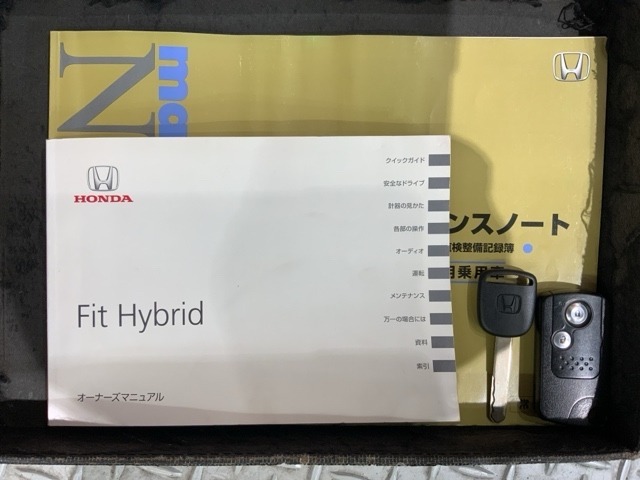 ma
N
ンスノート
検整備記録簿
用乗用車
HONDA
Fit Hybrid
オーナーズマニュアル
クイックガイド
安全なドライブ
計器の見かた
各部の操作
オーディオ
運転
メンテナンス
万一の場合には
資料
索引